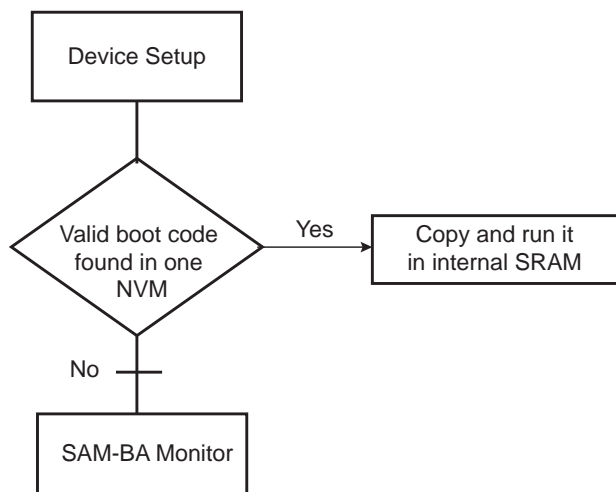 Device Setup
Valid boot code
found in one
NVM
Yes
Copy and run it
in internal SRAM
No
SAM-BA Monitor